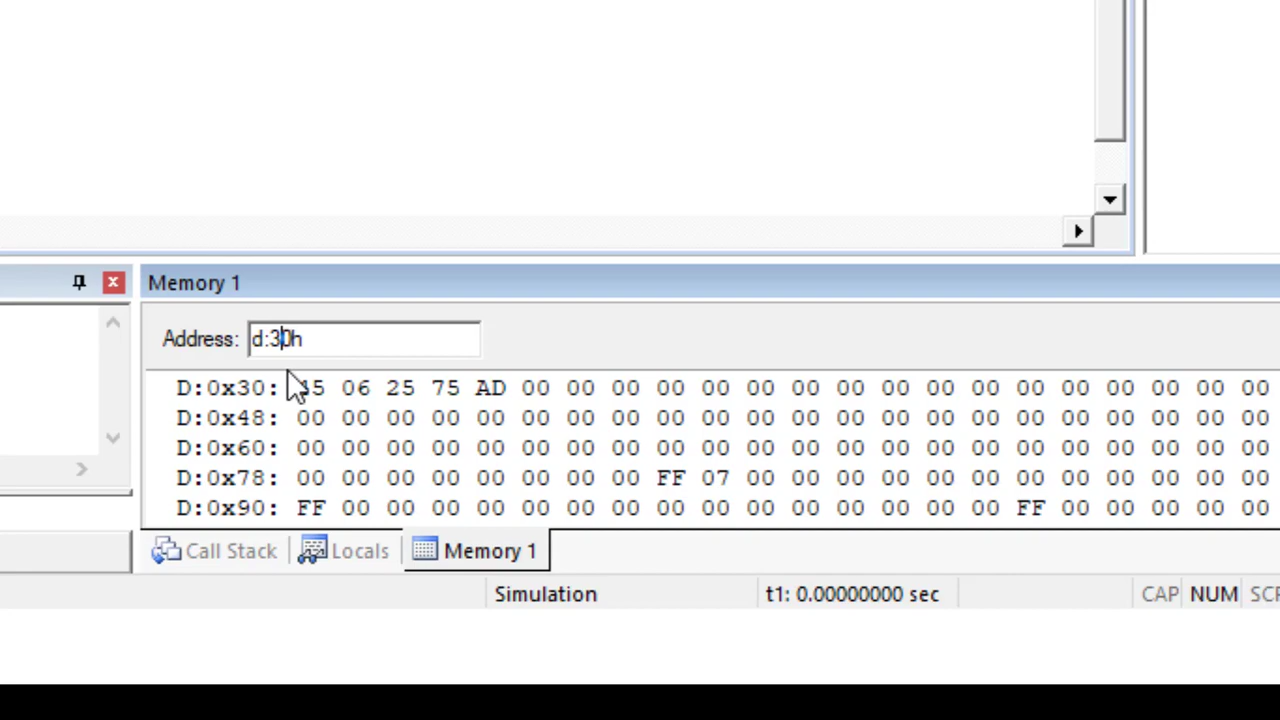 Memory 1
Address: d:30h
D:0x30: 06 25 75 AD 00 00 00 00 00 00 00 00 00 00 00 00 00 00 00 00 00
D:0x48: 00 00 00 00 00 00 00 00 00 00 00 00 00 00 00 00 00 00 00 00 00 00
D:0x60: 00 00 00 00 00 00 00 00 00 00 00 00 00 00 00 00 00 00 00 00 00 00
D:0x78: 00 00 00 00 00 00 00 00 FF 07 00 00 00 00 00 00 00 00 00 00 00 00
D:0x90: FF 00 00 00 00 00 00 00 00 00 00 00 00 00 00 00 FF 00 00 00 00 00
Call Stack Locals Memory 1
Simulation t1: 0.00000000 sec CAP NUM